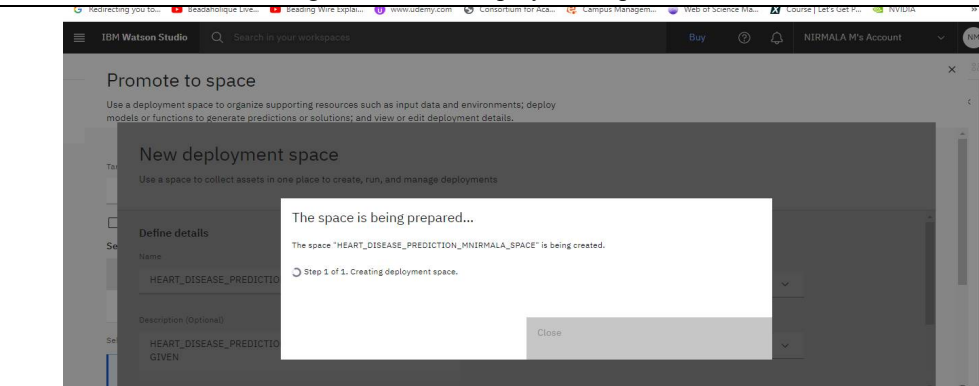 Redirecting you to... Beadaholique Live... Beading Wire Explai... www.udemy.com Consortium for Aca... Campus Managem... Web of Science Ma... Course | Let's Get P... NVIDIA »
IBM Watson Studio Search in your workspaces Buy NIRMALA M's Account NM
Promote to space
Use a deployment space to organize supporting resources such as input data and environments; deploy
models or functions to generate predictions or solutions; and view or edit deployment details.
New deployment space
Use a space to collect assets in one place to create, run, and manage deployments
Define details
Name
HEART_DISEASE_PREDICTIO
Description (Optional)
HEART_DISEASE_PREDICTIO
GIVEN
The space is being prepared...
The space "HEART_DISEASE_PREDICTION_MNIRMALA_SPACE" is being created.
Step 1 of 1. Creating deployment space.
Close